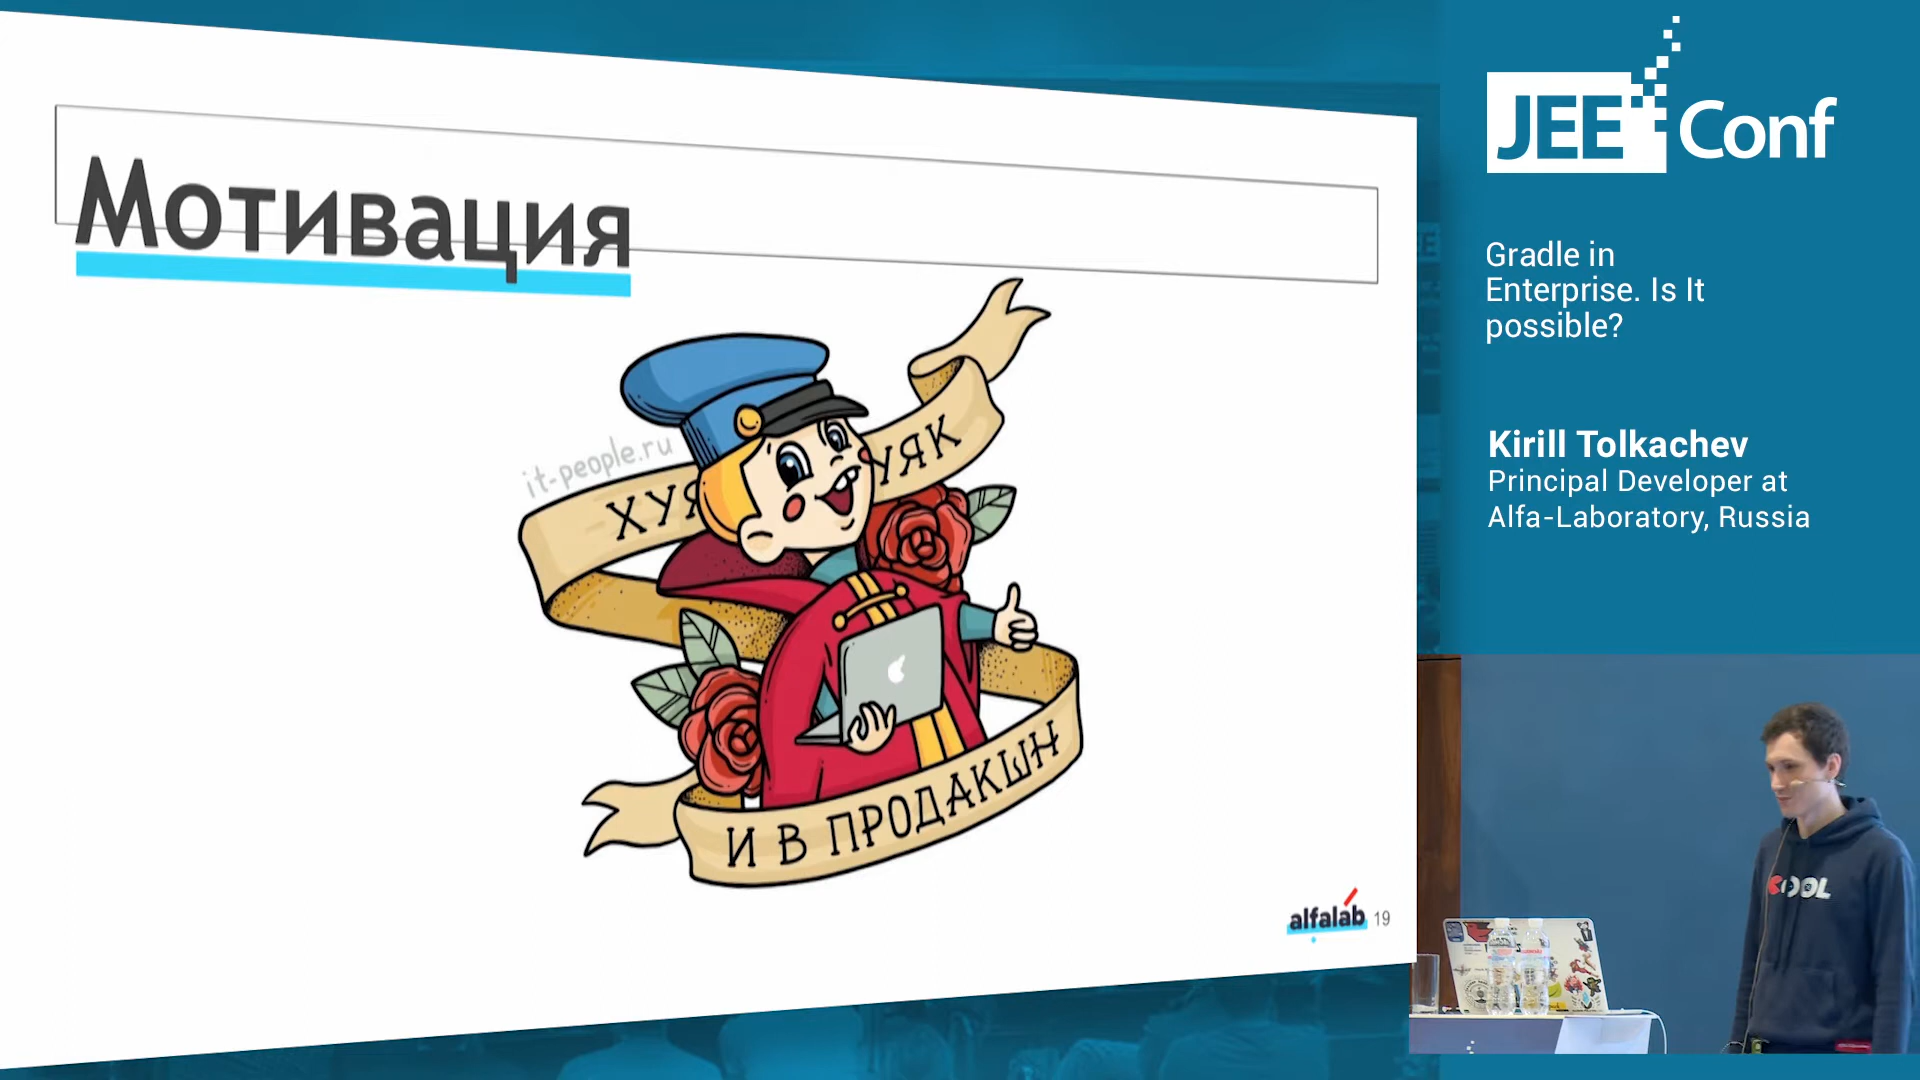 Мотивация
it-people.ru
ХУЯ
УЯК
И В ПРОДАКШН
alfalab 19
JEE Conf
Gradle in
Enterprise. Is It
possible?
Kirill Tolkachev
Principal Developer at
Alfa-Laboratory, Russia
COOL